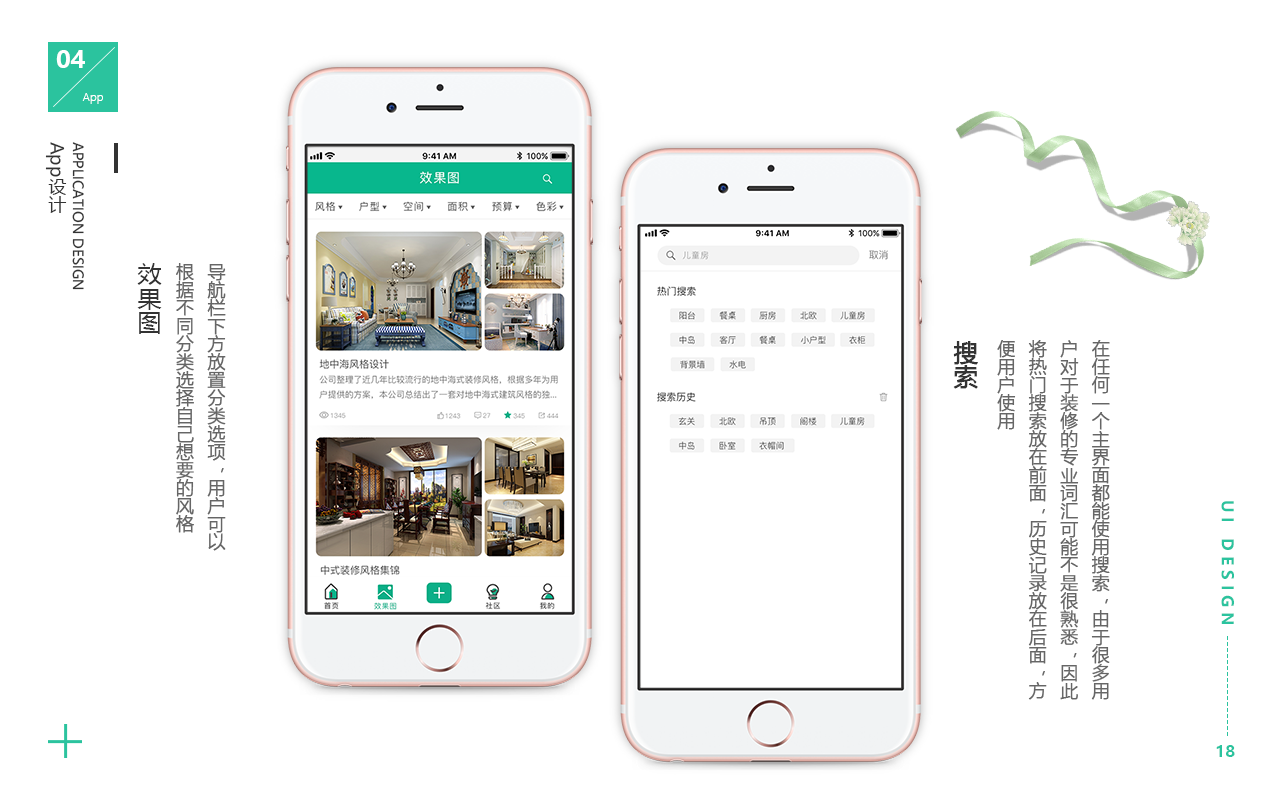 04
App
APPLICATION DESIGN
App设计
效果图
导航栏下方放置分类选项，用户可以
根据不同分类选择自己想要的风格
9:41 AM
100%
效果图
风格 户型 空间 面积 预算 色彩
地中海风格设计
公司整理了近几年比较流行的地中海式装修风格，根据多年为用
户提供的方案，本公司总结出了一套对地中海式建筑风格的独...
1345 1243 27 345 444
中式装修风格集锦
首页 效果图 社区 我的
9:41 AM
100%
儿童房 取消
热门搜索
阳台 餐桌 厨房 北欧 儿童房
中岛 客厅 餐桌 小户型 衣柜
背景墙 水电
搜索历史
玄关 北欧 吊顶 阁楼 儿童房
中岛 卧室 衣帽间
搜索
在任何一个主界面都能使用搜索，由于很多用
户对于装修的专业词汇可能不是很熟悉，因此
将热门搜索放在前面，历史记录放在后面，方
便用户使用
UI DESIGN
18